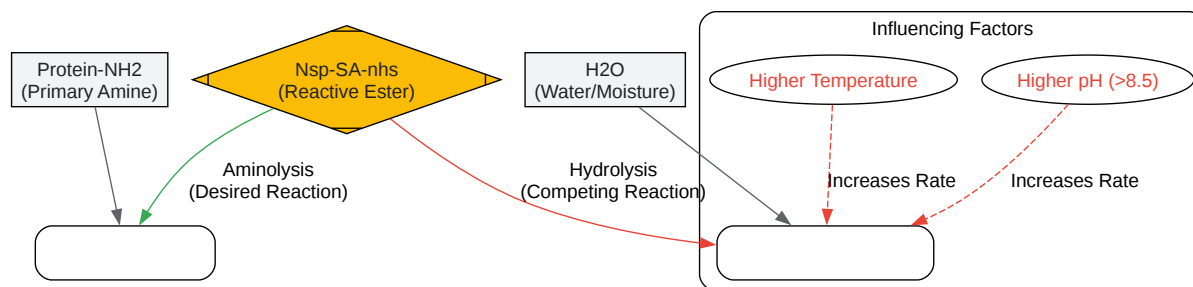 Influencing Factors
Protein-NH2
(Primary Amine)
Nsp-SA-nhs
(Reactive Ester)
H2O
(Water/Moisture)
Higher Temperature
Higher pH (>8.5)
Aminolysis
(Desired Reaction)
Hydrolysis
(Competing Reaction)
Increases Rate
Increases Rate